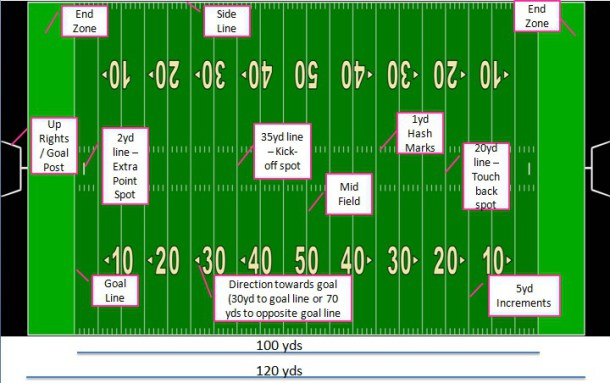 End
Zone
Side
Line
End
Zone
10 20 30 40 50 40 30 20 10
Up
Rights
/ Goal
Post
2yd
line –
Extra
Point
Spot
35yd line
– Kick-
off spot
1yd
Hash
Marks
20yd
line –
Touch
back
spot
Mid
Field
10 20 30 40 50 40 30 20 10
Goal
Line
Direction towards goal
(30yd to goal line or 70
yds to opposite goal line
5yd
Increments
100 yds
120 yds